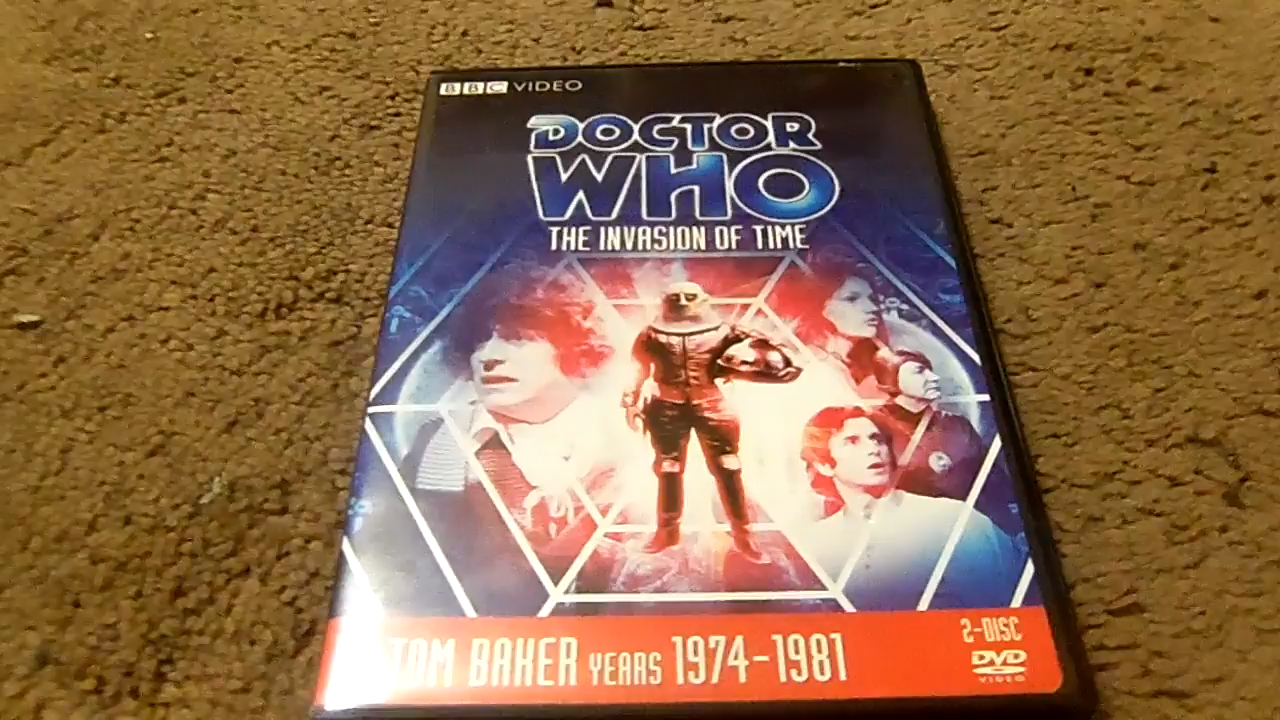 BBC VIDEO
DOCTOR
WHO
THE INVASION OF TIME
TOM BAKER YEARS 1974-1981
2-DISC
DVD
VIDEO